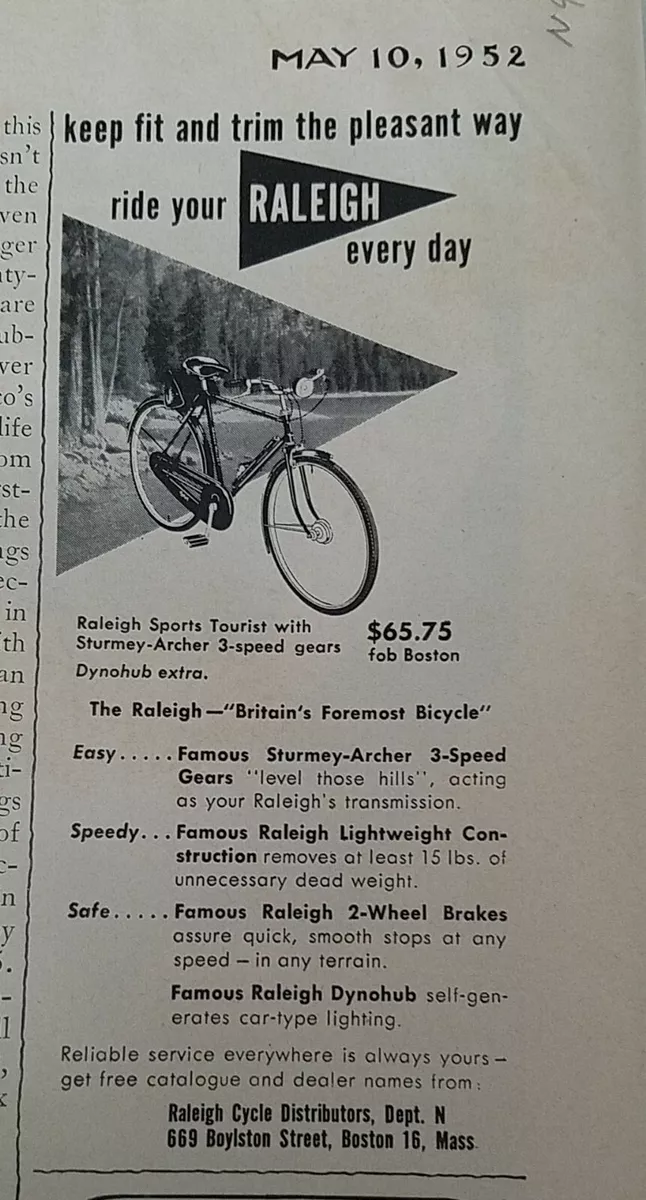 MAY 10, 1952
keep fit and trim the pleasant way
ride your RALEIGH
every day
Raleigh Sports Tourist with
Sturmey-Archer 3-speed gears
Dynohub extra.
$65.75
fob Boston
The Raleigh—"Britain's Foremost Bicycle"
Easy..... Famous Sturmey-Archer 3-Speed
Gears "level those hills", acting
as your Raleigh's transmission.
Speedy... Famous Raleigh Lightweight Con-
struction removes at least 15 lbs. of
unnecessary dead weight.
Safe..... Famous Raleigh 2-Wheel Brakes
assure quick, smooth stops at any
speed – in any terrain.
Famous Raleigh Dynohub self-gen-
erates car-type lighting.
Reliable service everywhere is always yours –
get free catalogue and dealer names from:
Raleigh Cycle Distributors, Dept. N
669 Boylston Street, Boston 16, Mass.